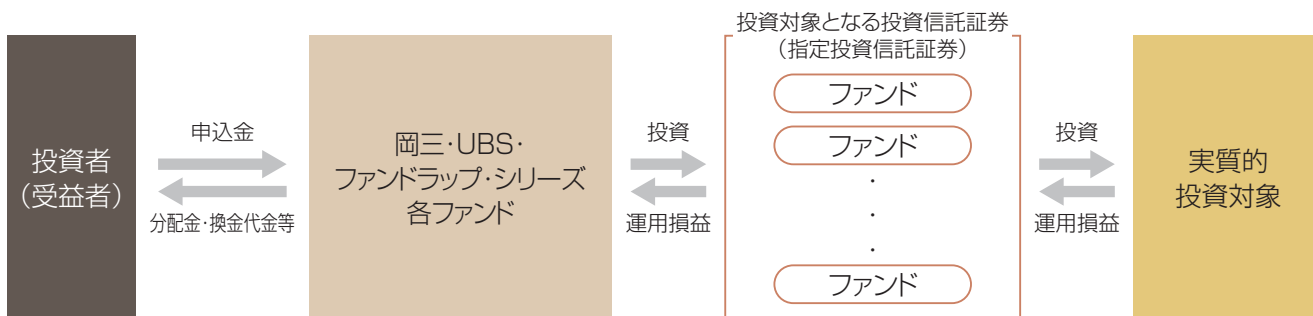 投資者
（受益者）
申込金
分配金・換金代金等
岡三・UBS・
ファンドラップ・シリーズ
各ファンド
投資
運用損益
投資対象となる投資信託証券
（指定投資信託証券）
ファンド
ファンド
・
・
・
ファンド
投資
運用損益
実質的
投資対象